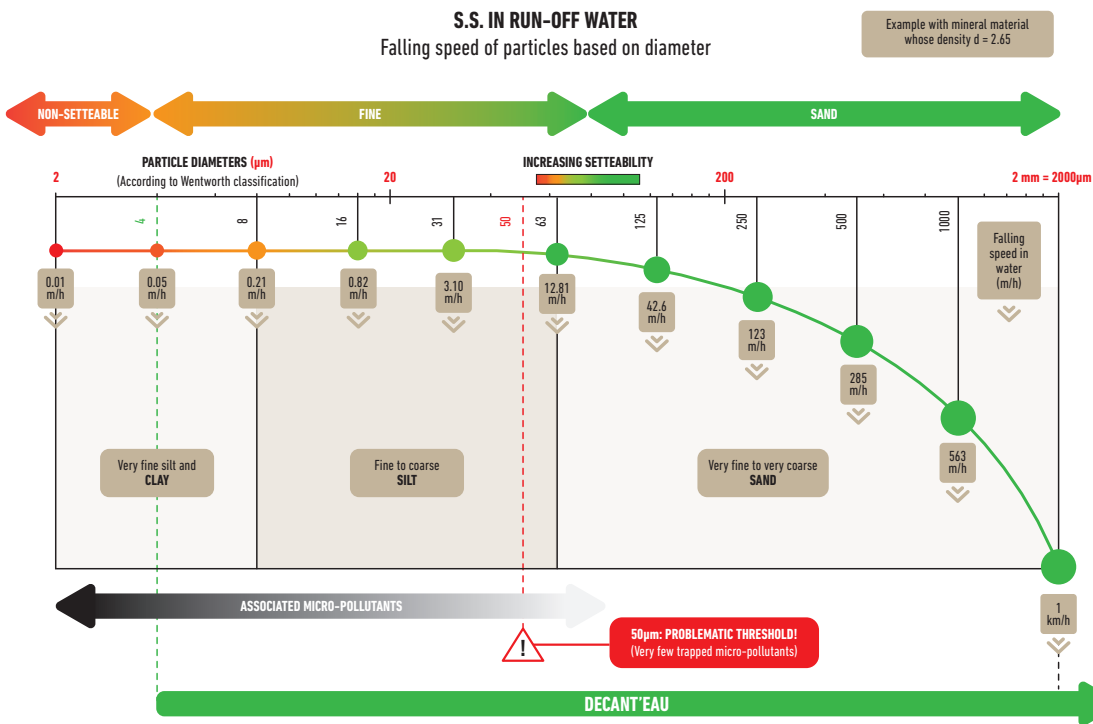 S.S. IN RUN-OFF WATER
Falling speed of particles based on diameter
Example with mineral material
whose density d = 2.65
NON-SETTEABLE
FINE
SAND
PARTICLE DIAMETERS (µm)
(According to Wentworth classification)
INCREASING SETTEABILITY
2
20
200
2 mm = 2000µm
4
8
16
31
50
63
125
250
500
1000
Falling
speed in
water
(m/h)
0.01
m/h
0.05
m/h
0.21
m/h
0.82
m/h
3.10
m/h
12.81
m/h
42.6
m/h
123
m/h
285
m/h
563
m/h
1
km/h
Very fine silt and
CLAY
Fine to coarse
SILT
Very fine to very coarse
SAND
ASSOCIATED MICRO-POLLUTANTS
!
50µm: PROBLEMATIC THRESHOLD!
(Very few trapped micro-pollutants)
DECANT'EAU